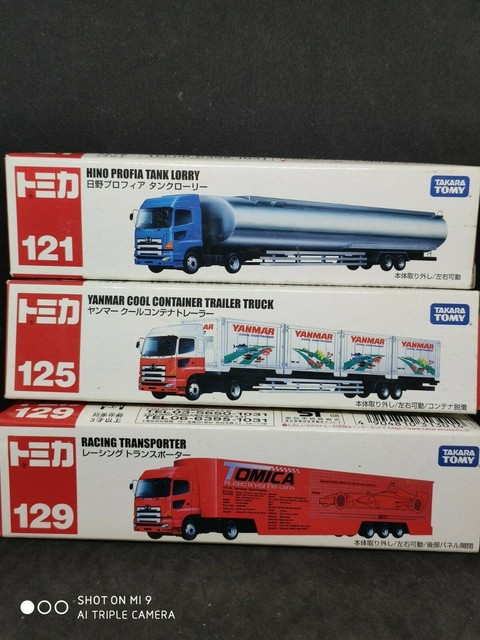 トミカ
121
HINO PROFIA TANK LORRY
日野プロフィア タンクローリー
TAKARA TOMY
本体取り外し/左右可動
トミカ
125
YANMAR COOL CONTAINER TRAILER TRUCK
ヤンマー クールコンテナトレーラー
TAKARA TOMY
YANMAR
YANMAR
YANMAR
YANMAR
本体取り外し/左右可動/コンテナ脱着
129
トミカ
129
RACING TRANSPORTER
レーシング トランスポーター
TAKARA TOMY
TOMICA
Racing team
本体取り外し/左右可動/後部パネル開閉
SHOT ON MI 9
AI TRIPLE CAMERA